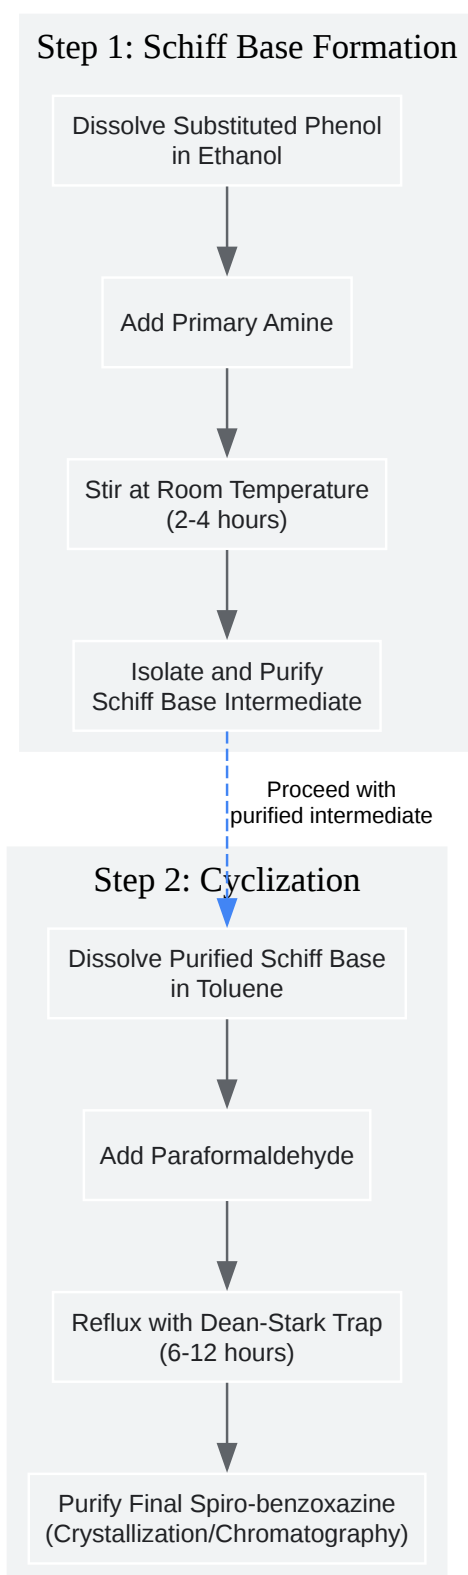 Step 1: Schiff Base Formation
Dissolve Substituted Phenol
in Ethanol
Add Primary Amine
Stir at Room Temperature
(2-4 hours)
Isolate and Purify
Schiff Base Intermediate
Proceed with
purified intermediate
Step 2: Cyclization
Dissolve Purified Schiff Base
in Toluene
Add Paraformaldehyde
Reflux with Dean-Stark Trap
(6-12 hours)
Purify Final Spiro-benzoxazine
(Crystallization/Chromatography)